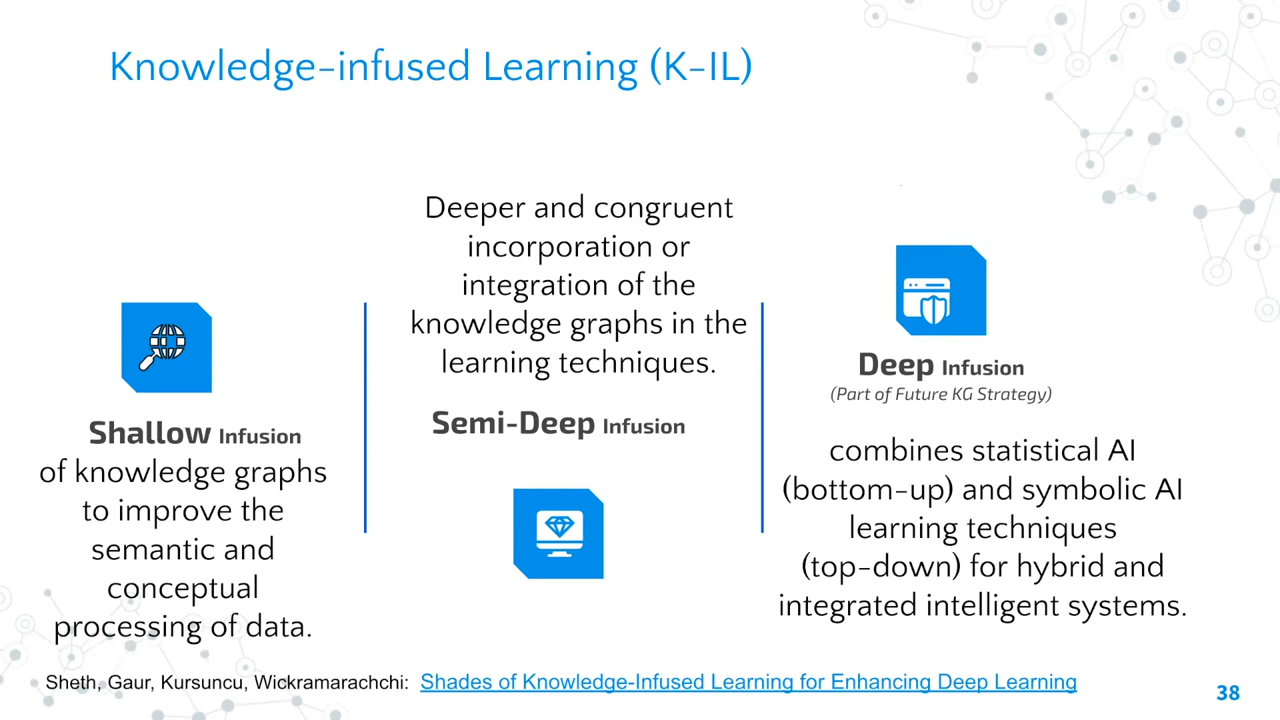 Knowledge-infused Learning (K-IL)
Shallow Infusion
of knowledge graphs
to improve the
semantic and
conceptual
processing of data.
Deeper and congruent
incorporation or
integration of the
knowledge graphs in the
learning techniques.
Semi-Deep Infusion
Deep Infusion
(Part of Future KG Strategy)
combines statistical AI
(bottom-up) and symbolic AI
learning techniques
(top-down) for hybrid and
integrated intelligent systems.
Sheth, Gaur, Kursuncu, Wickramarachchi: Shades of Knowledge-Infused Learning for Enhancing Deep Learning
38